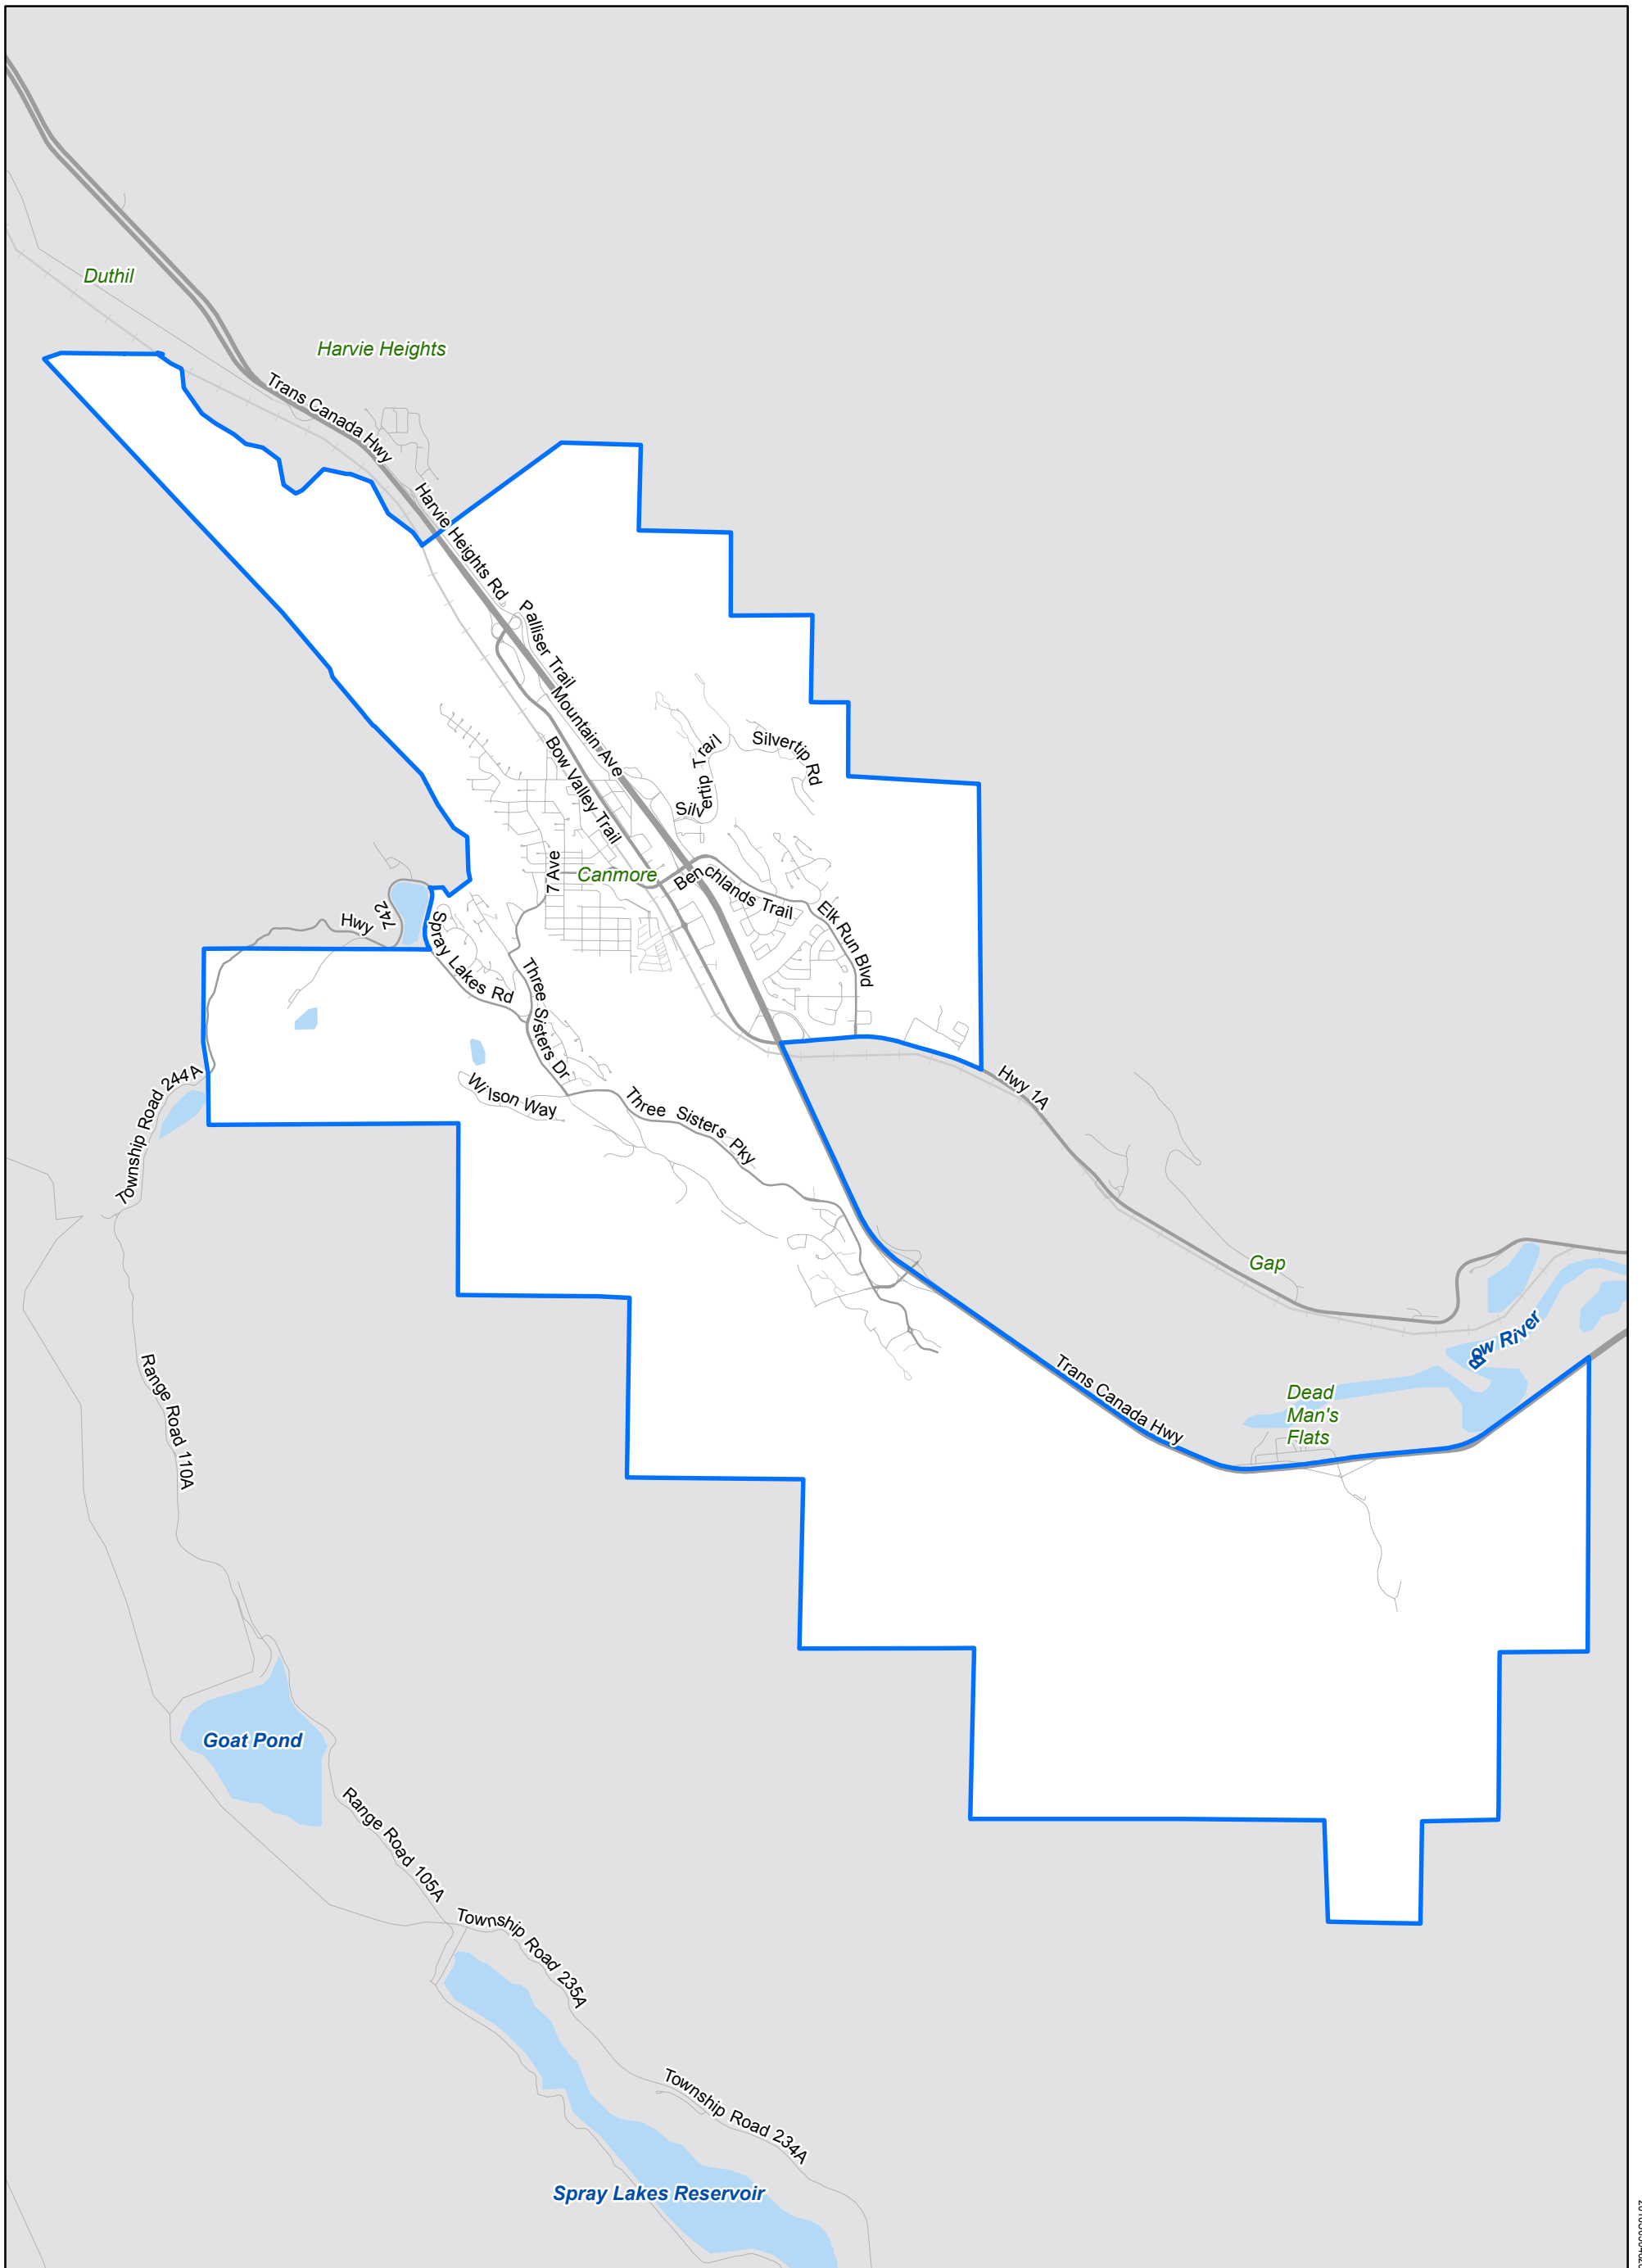 Duthil
Harvie Heights
Trans Canada Hwy
Harvie Heights Rd
Palliser Trail
Mountain Ave
Silvertip Trail
Silvertip Rd
Bow Valley Trail
7 Ave
Canmore
Benchlands Trail
Elk Run Blvd
Hwy 742
Spray Lakes Rd
Three Sisters Dr
Township Road 244A
Wilson Way
Three Sisters Pky
Hwy 1A
Gap
Bow River
Range Road 110A
Trans Canada Hwy
Dead
Man's
Flats
Goat Pond
Range Road 105A
Township Road 235A
Township Road 234A
Spray Lakes Reservoir